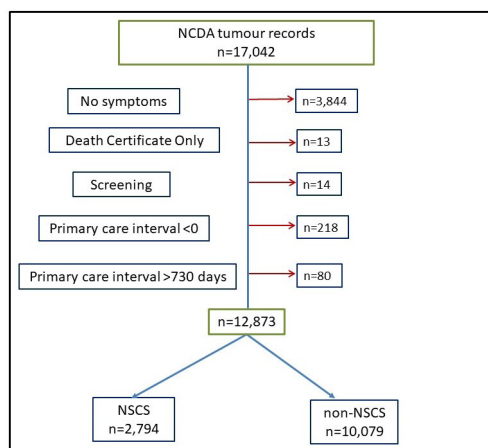 NCDA tumour records
n=17,042
No symptoms
n=3,844
Death Certificate Only
n=13
Screening
n=14
Primary care interval <0
n=218
Primary care interval >730 days
n=80
n=12,873
NSCS
n=2,794
non-NSCS
n=10,079